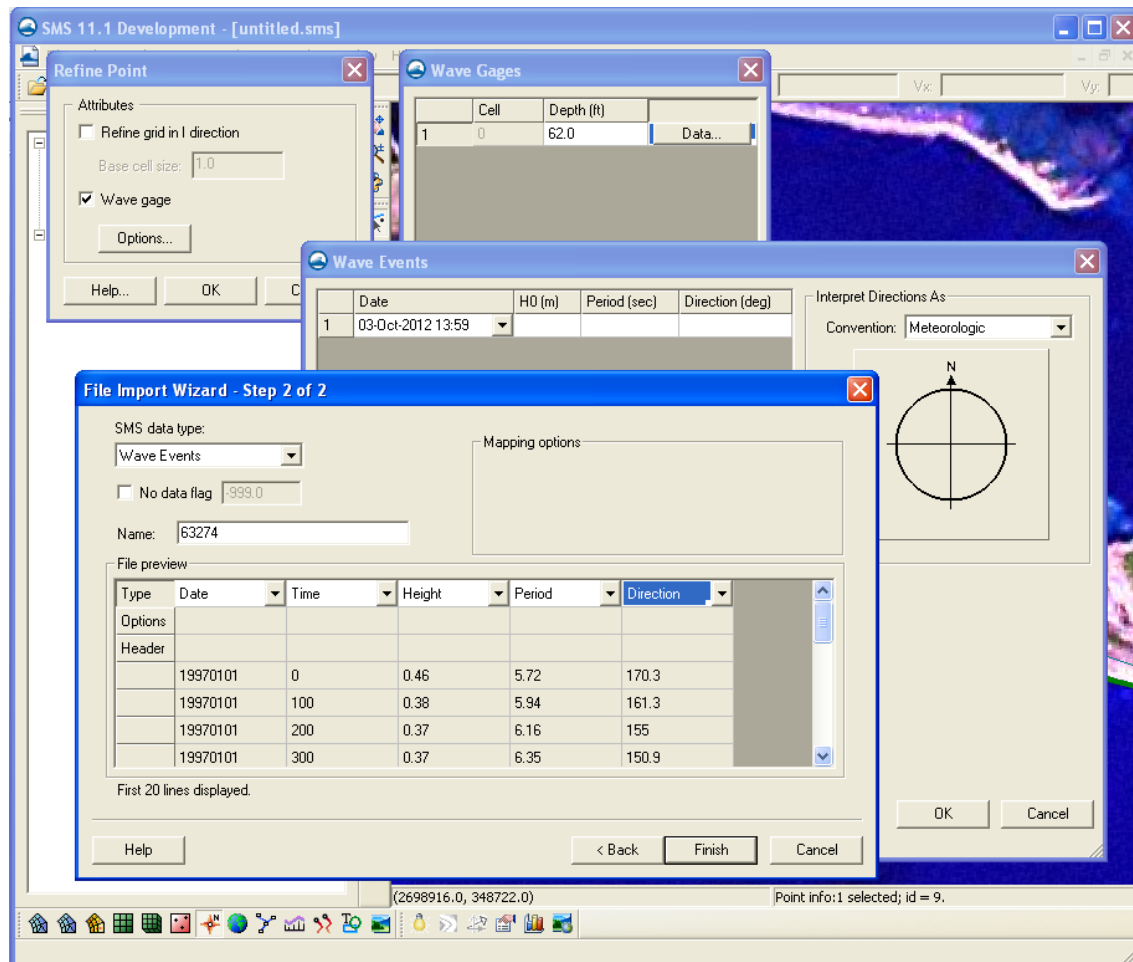 SMS 11.1 Development - [untitled.sms]
H
Vx:
Vy:
Refine Point
Attributes
Refine grid in I direction
Base cell size: 1.0
Wave gage
Options...
Help... OK C
Wave Gages
Cell Depth (ft)
1 0 62.0 Data...
Wave Events
Date H0 (m) Period (sec) Direction (deg)
1 03-Oct-2012 13:59
Interpret Directions As
Convention: Meteorologic
N
OK Cancel
File Import Wizard - Step 2 of 2
SMS data type:
Wave Events
No data flag -999.0
Name: 63274
Mapping options
File preview
Type Date Time Height Period Direction
Options
Header
19970101 0 0.46 5.72 170.3
19970101 100 0.38 5.94 161.3
19970101 200 0.37 6.16 155
19970101 300 0.37 6.35 150.9
First 20 lines displayed.
Help < Back Finish Cancel
(2698916.0, 348722.0) Point info:1 selected; id = 9.